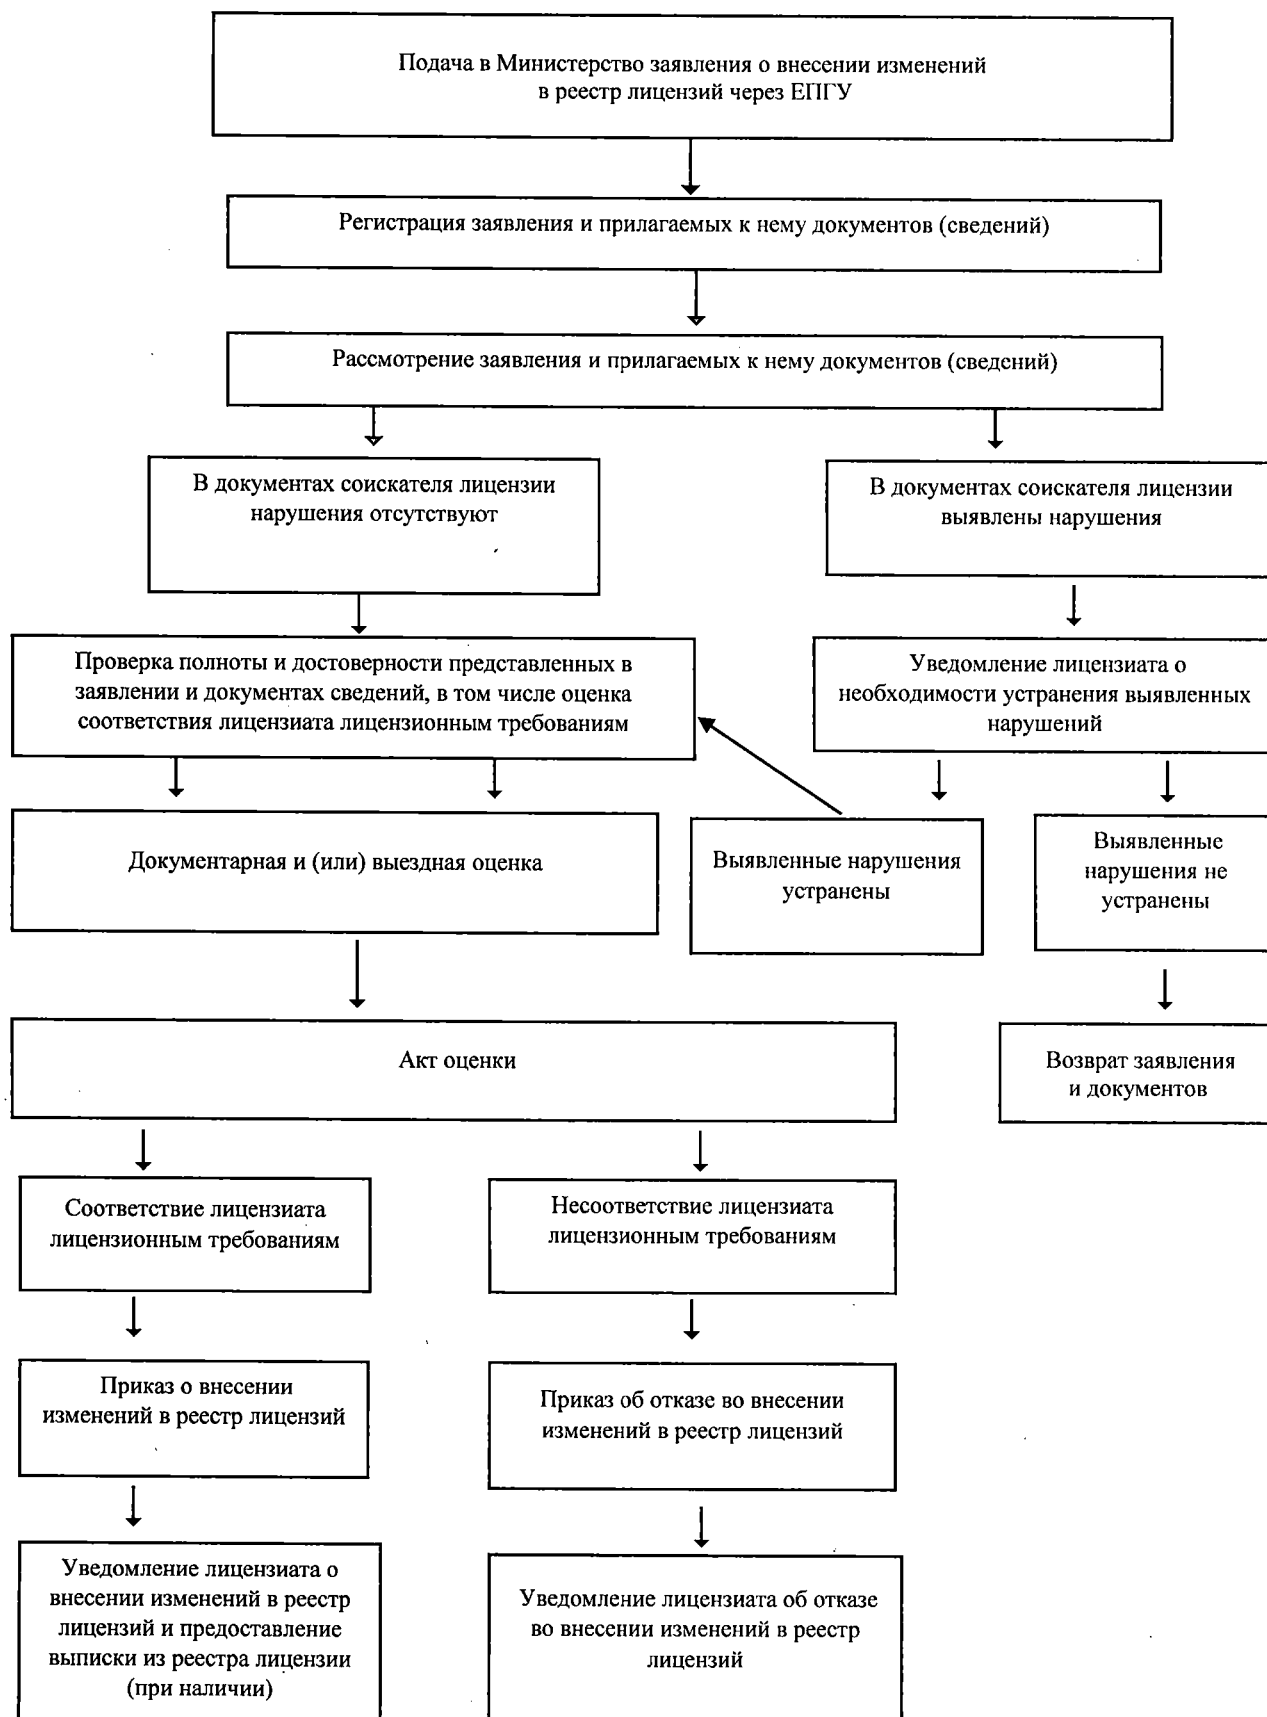 Подача в Министерство заявления о внесении изменений
в реестр лицензий через ЕПГУ
Регистрация заявления и прилагаемых к нему документов (сведений)
Рассмотрение заявления и прилагаемых к нему документов (сведений)
В документах соискателя лицензии
нарушения отсутствуют
В документах соискателя лицензии
выявлены нарушения
Проверка полноты и достоверности представленных в
заявлении и документах сведений, в том числе оценка
соответствия лицензиата лицензионным требованиям
Уведомление лицензиата о
необходимости устранения выявленных
нарушений
Документарная и (или) выездная оценка
Выявленные нарушения
устранены
Выявленные
нарушения не
устранены
Акт оценки
Возврат заявления
и документов
Соответствие лицензиата
лицензионным требованиям
Несоответствие лицензиата
лицензионным требованиям
Приказ о внесении
изменений в реестр лицензий
Приказ об отказе во внесении
изменений в реестр лицензий
Уведомление лицензиата о
внесении изменений в реестр
лицензий и предоставление
выписки из реестра лицензии
(при наличии)
Уведомление лицензиата об отказе
во внесении изменений в реестр
лицензий